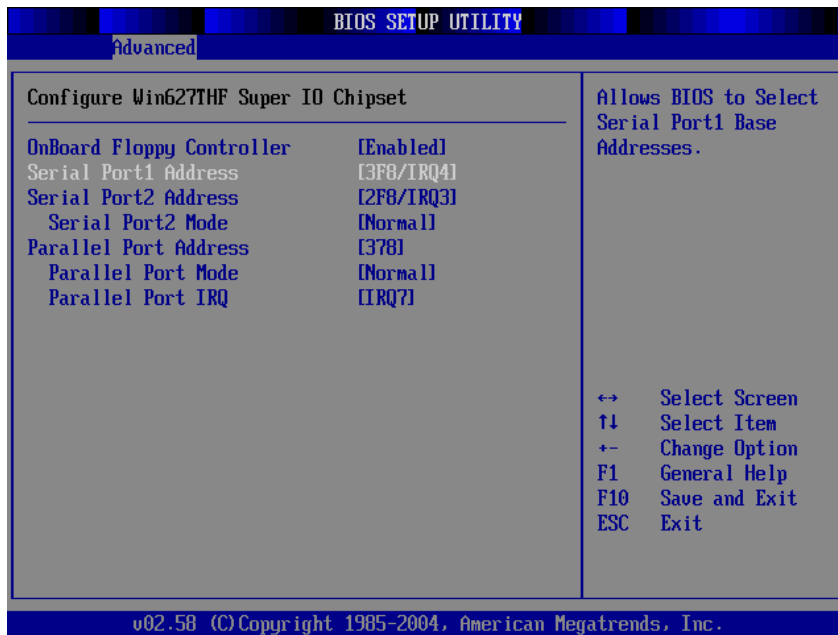 BIOS SETUP UTILITY
Advanced
Configure Win627THF Super IO Chipset
OnBoard Floppy Controller [Enabled]
Serial Port1 Address [3F8/IRQ4]
Serial Port2 Address [2F8/IRQ3]
Serial Port2 Mode [Normal]
Parallel Port Address [378]
Parallel Port Mode [Normal]
Parallel Port IRQ [IRQ7]
Allows BIOS to Select
Serial Port1 Base
Addresses.
←→ Select Screen
↑↓ Select Item
+- Change Option
F1 General Help
F10 Save and Exit
ESC Exit
v02.58 (C)Copyright 1985-2004, American Megatrends, Inc.